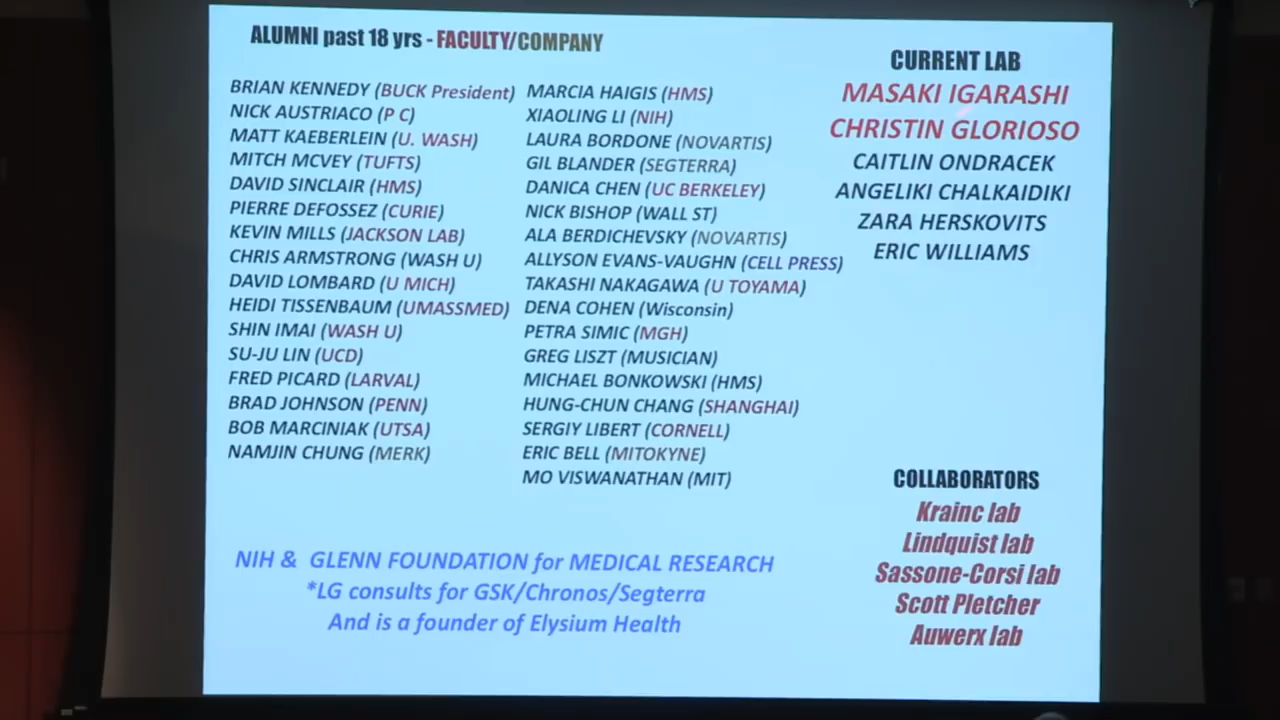 ALUMNI past 18 yrs - FACULTY/COMPANY
BRIAN KENNEDY (BUCK President)
NICK AUSTRIACO (P C)
MATT KAEBERLEIN (U. WASH)
MITCH MCVEY (TUFTS)
DAVID SINCLAIR (HMS)
PIERRE DEFOSSEZ (CURIE)
KEVIN MILLS (JACKSON LAB)
CHRIS ARMSTRONG (WASH U)
DAVID LOMBARD (U MICH)
HEIDI TISSENBAUM (UMASSMED)
SHIN IMAI (WASH U)
SU-JU LIN (UCD)
FRED PICARD (LARVAL)
BRAD JOHNSON (PENN)
BOB MARCINIAK (UTSA)
NAMJIN CHUNG (MERK)
MARCIA HAIGIS (HMS)
XIAOLING LI (NIH)
LAURA BORDONE (NOVARTIS)
GIL BLANDER (SEGTERRA)
DANICA CHEN (UC BERKELEY)
NICK BISHOP (WALL ST)
ALA BERDICHEVSKY (NOVARTIS)
ALLYSON EVANS-VAUGHN (CELL PRESS)
TAKASHI NAKAGAWA (U TOYAMA)
DENA COHEN (Wisconsin)
PETRA SIMIC (MGH)
GREG LISZT (MUSICIAN)
MICHAEL BONKOWSKI (HMS)
HUNG-CHUN CHANG (SHANGHAI)
SERGIY LIBERT (CORNELL)
ERIC BELL (MITOKYNE)
MO VISWANATHAN (MIT)
CURRENT LAB
MASAKI IGARASHI
CHRISTIN GLORIOSO
CAITLIN ONDRACEK
ANGELIKI CHALKAIDIKI
ZARA HERSKOVITS
ERIC WILLIAMS
COLLABORATORS
Krainc lab
Lindquist lab
Sassone-Corsi lab
Scott Pletcher
Auwerx lab
NIH & GLENN FOUNDATION for MEDICAL RESEARCH
*LG consults for GSK/Chronos/Segterra
And is a founder of Elysium Health